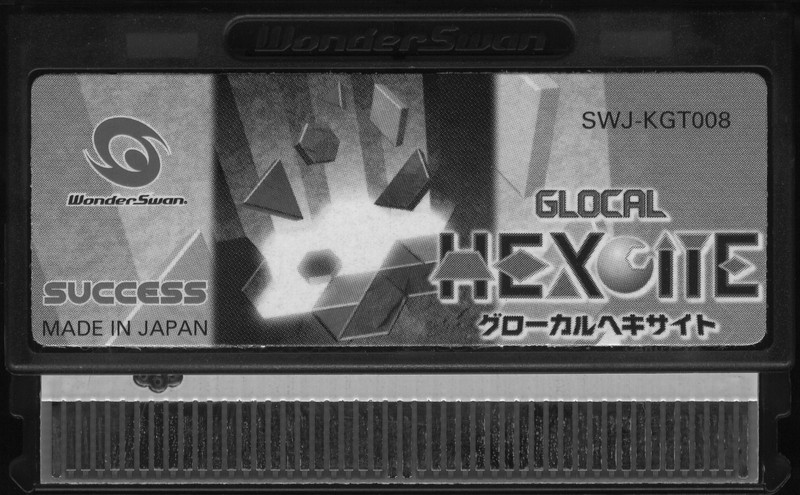 WonderSwan
SWJ-KGT008
WonderSwan
GLOCAL
HEXCITE
SUCCESS
グローカルヘキサイト
MADE IN JAPAN